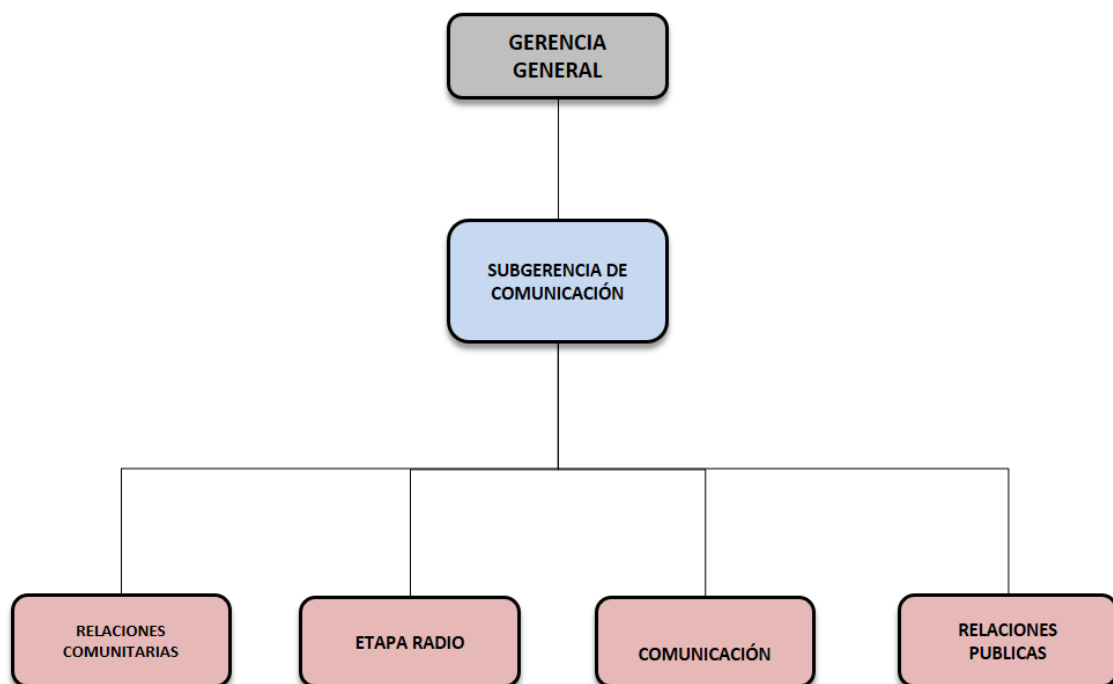 GERENCIA
GENERAL
SUBGERENCIA DE
COMUNICACIÓN
RELACIONES
COMUNITARIAS
ETAPA RADIO
COMUNICACIÓN
RELACIONES
PUBLICAS